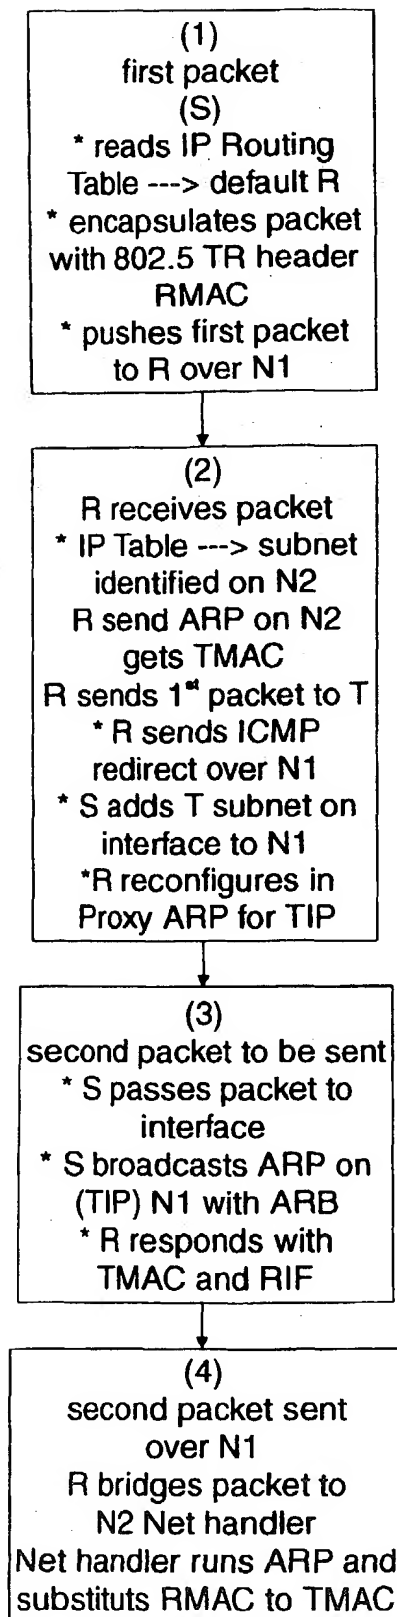 (1)
first packet
(S)
* reads IP Routing
Table ---> default R
* encapsulates packet
with 802.5 TR header
RMAC
* pushes first packet
to R over N1
(2)
R receives packet
* IP Table ---> subnet
identified on N2
R send ARP on N2
gets TMAC
R sends 1st packet to T
* R sends ICMP
redirect over N1
* S adds T subnet on
interface to N1
*R reconfigures in
Proxy ARP for TIP
(3)
second packet to be sent
* S passes packet to
interface
* S broadcasts ARP on
(TIP) N1 with ARB
* R responds with
TMAC and RIF
(4)
second packet sent
over N1
R bridges packet to
N2 Net handler
Net handler runs ARP and
substituts RMAC to TMAC